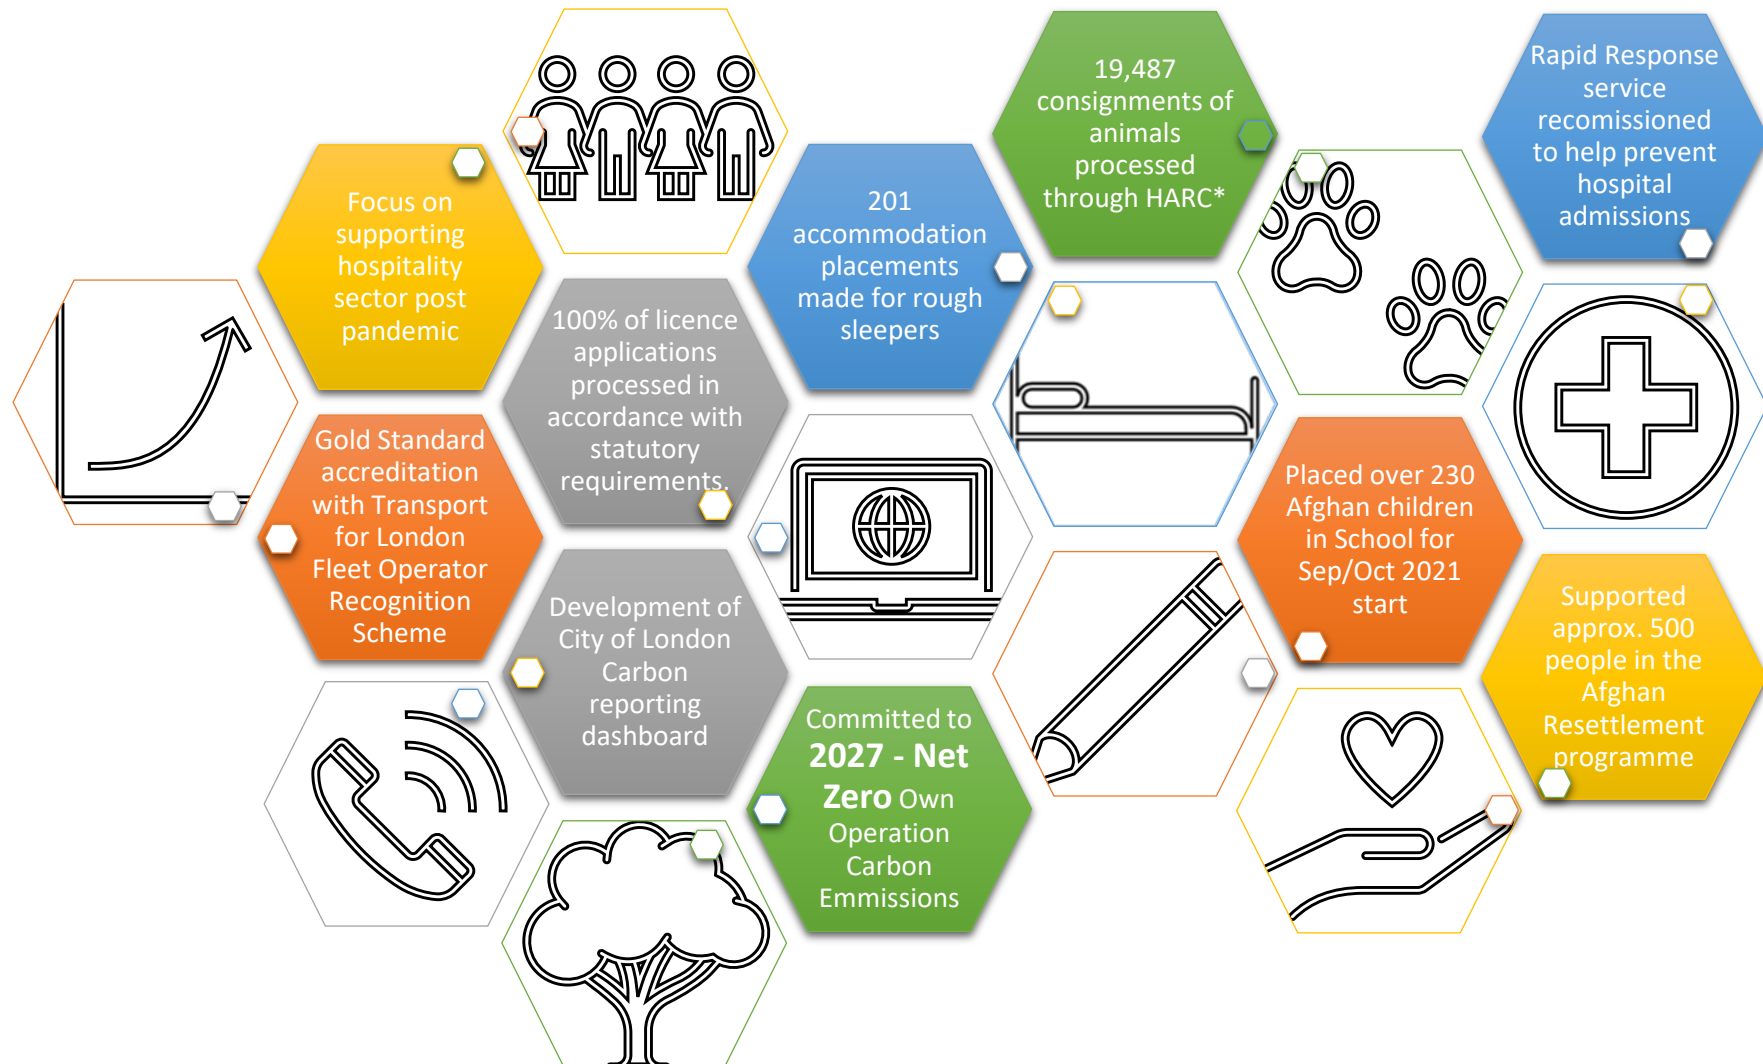 Focus on
supporting
hospitality
sector post
pandemic
Gold Standard
accreditation
with Transport
for London
Fleet Operator
Recognition
Scheme
100% of licence
applications
processed in
accordance with
statutory
requirements.
Development of
City of London
Carbon
reporting
dashboard
201
accommodation
placements
made for rough
sleepers
Committed to
2027 - Net
Zero Own
Operation
Carbon
Emmissions
19,487
consignments of
animals
processed
through HARC*
Placed over 230
Afghan children
in School for
Sep/Oct 2021
start
Rapid Response
service
recomissioned
to help prevent
hospital
admissions
Supported
approx. 500
people in the
Afghan
Resettlement
programme